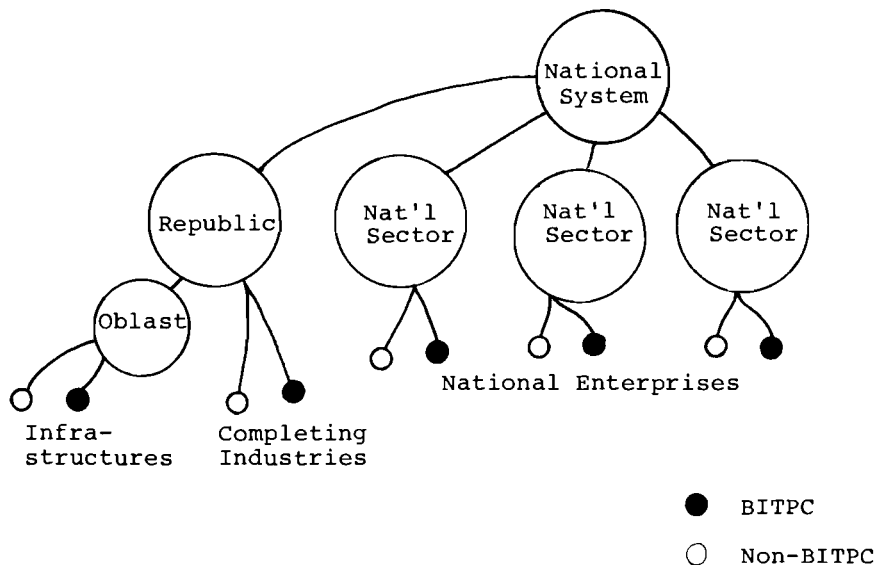 National
System
Republic
Nat'l
Sector
Nat'l
Sector
Nat'l
Sector
Oblast
National Enterprises
Infra-
structures
Completing
Industries
BITPC
Non-BITPC